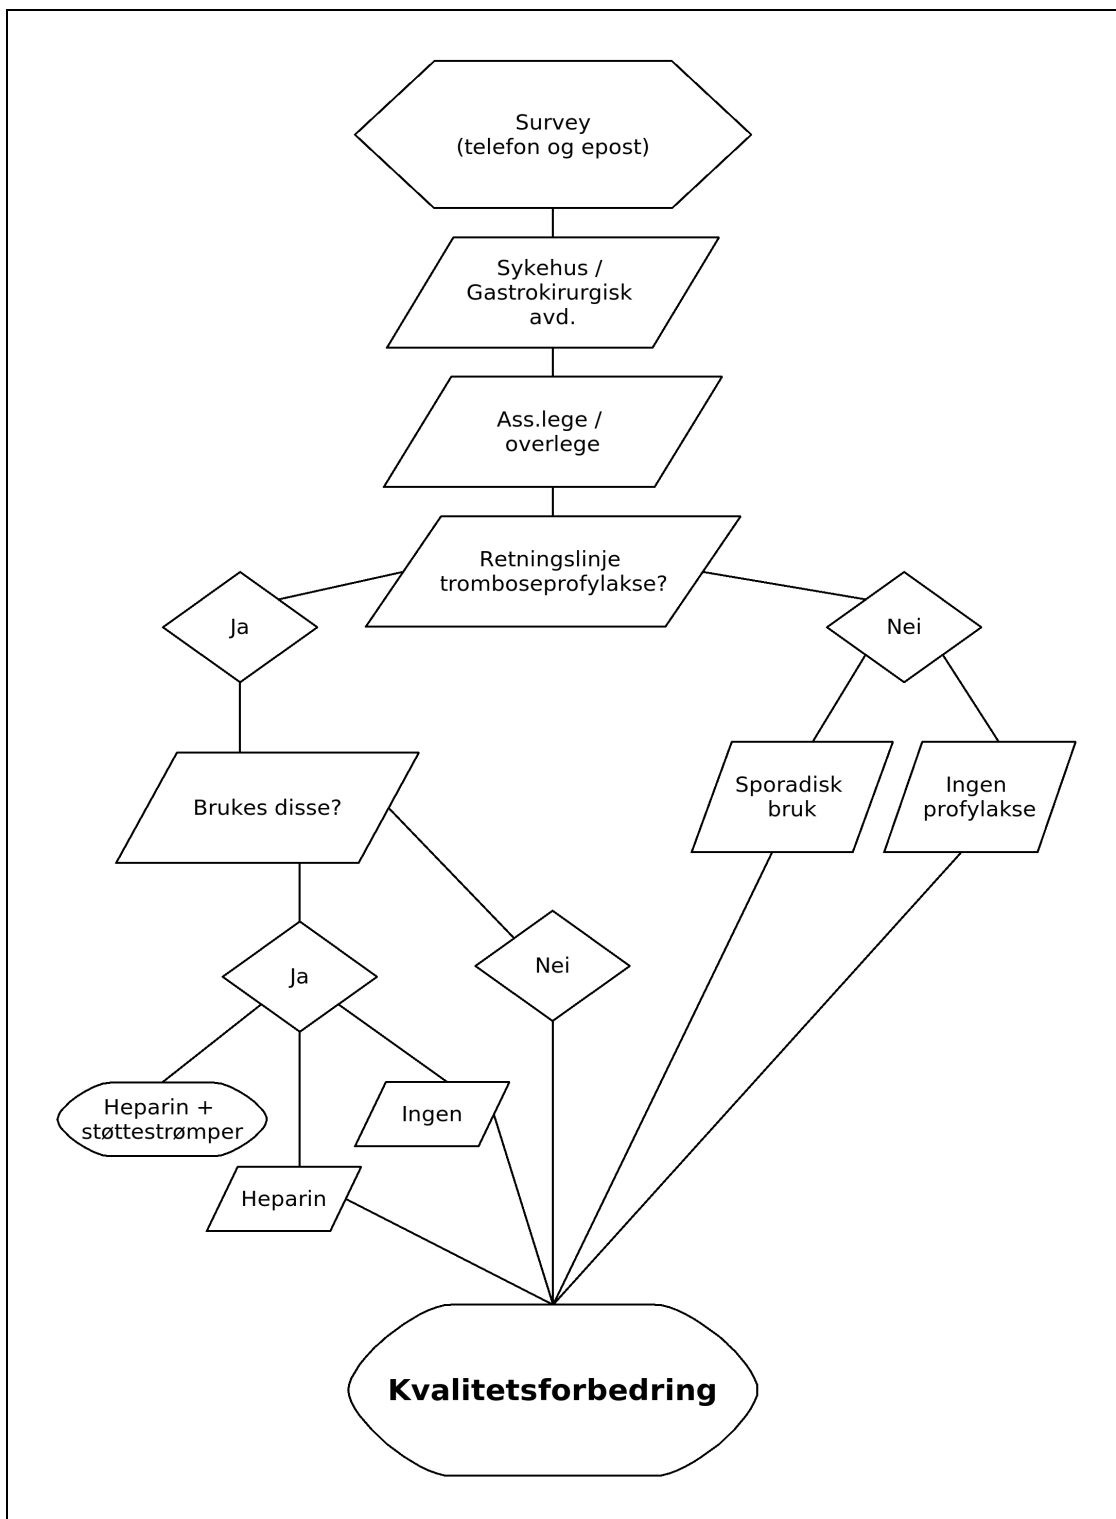 Survey
(telefon og epost)
Sykehus /
Gastrokirurgisk
avd.
Ass.lege /
overlege
Retningslinje
tromboseprofylakse?
Ja
Nei
Brukes disse?
Sporadisk
bruk
Ingen
profylakse
Ja
Nei
Heparin +
støttestrømper
Ingen
Heparin
Kvalitetsforbedring